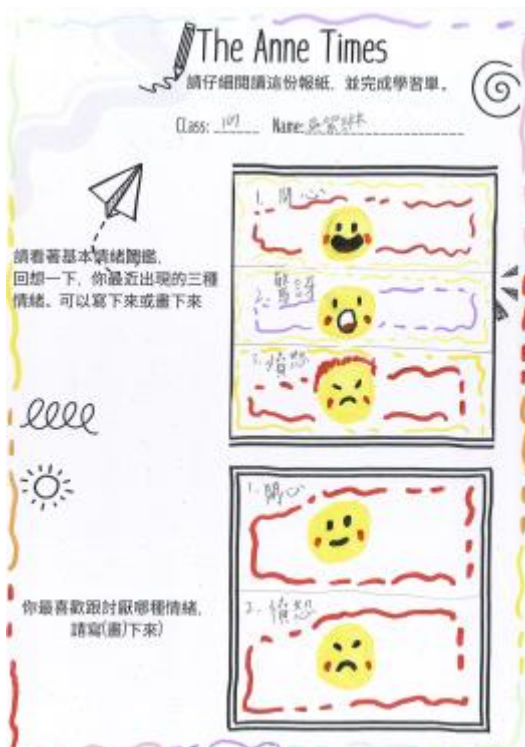 The Anne Times
請仔細閱讀這份報紙，並完成學習單。
Class: 101 Name:
請看著基本情緒圖鑑，
回想一下，你最近出現的三種
情緒。可以寫下來或畫下來
1. 開心
2. 驚訝
3. 憤怒
你最喜歡跟討厭哪種情緒，
請寫(畫)下來)
1. 開心
2. 憤怒